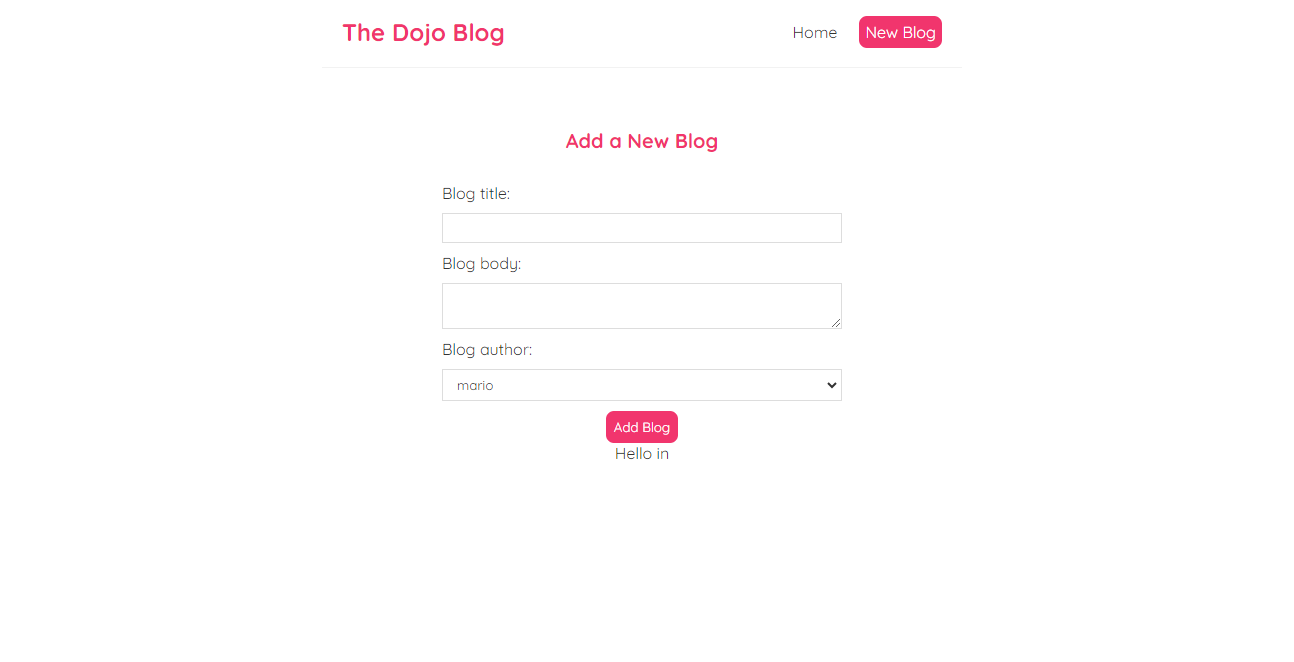 The Dojo Blog Home New Blog
Add a New Blog
Blog title:
Blog body:
Blog author:
mario
Add Blog
Hello in